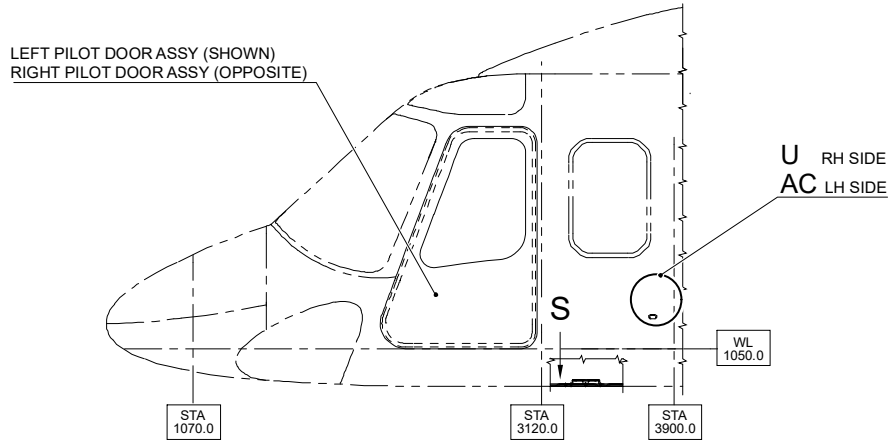 LEFT PILOT DOOR ASSY (SHOWN)
RIGHT PILOT DOOR ASSY (OPPOSITE)
U RH SIDE
AC LH SIDE
S
WL
1050.0
STA
1070.0
STA
3120.0
STA
3900.0